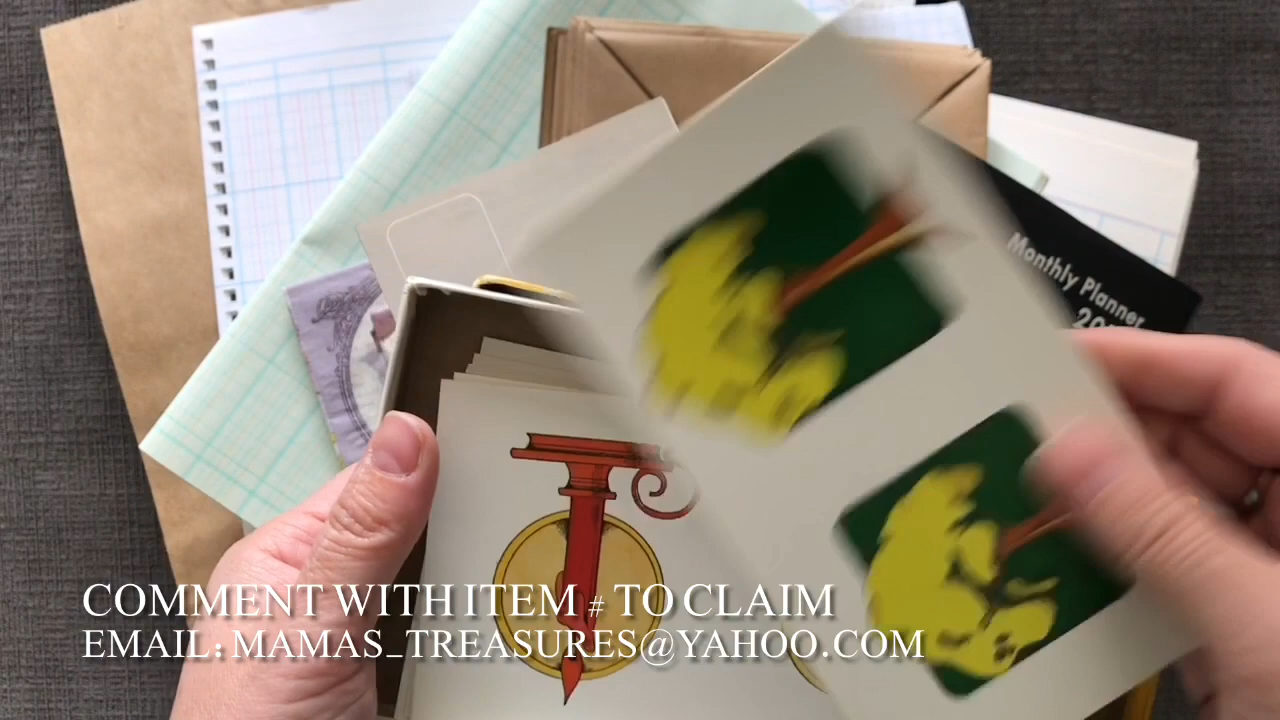 Monthly Planner
COMMENT WITH ITEM # TO CLAIM
EMAIL: MAMAS_TREASURES@YAHOO.COM